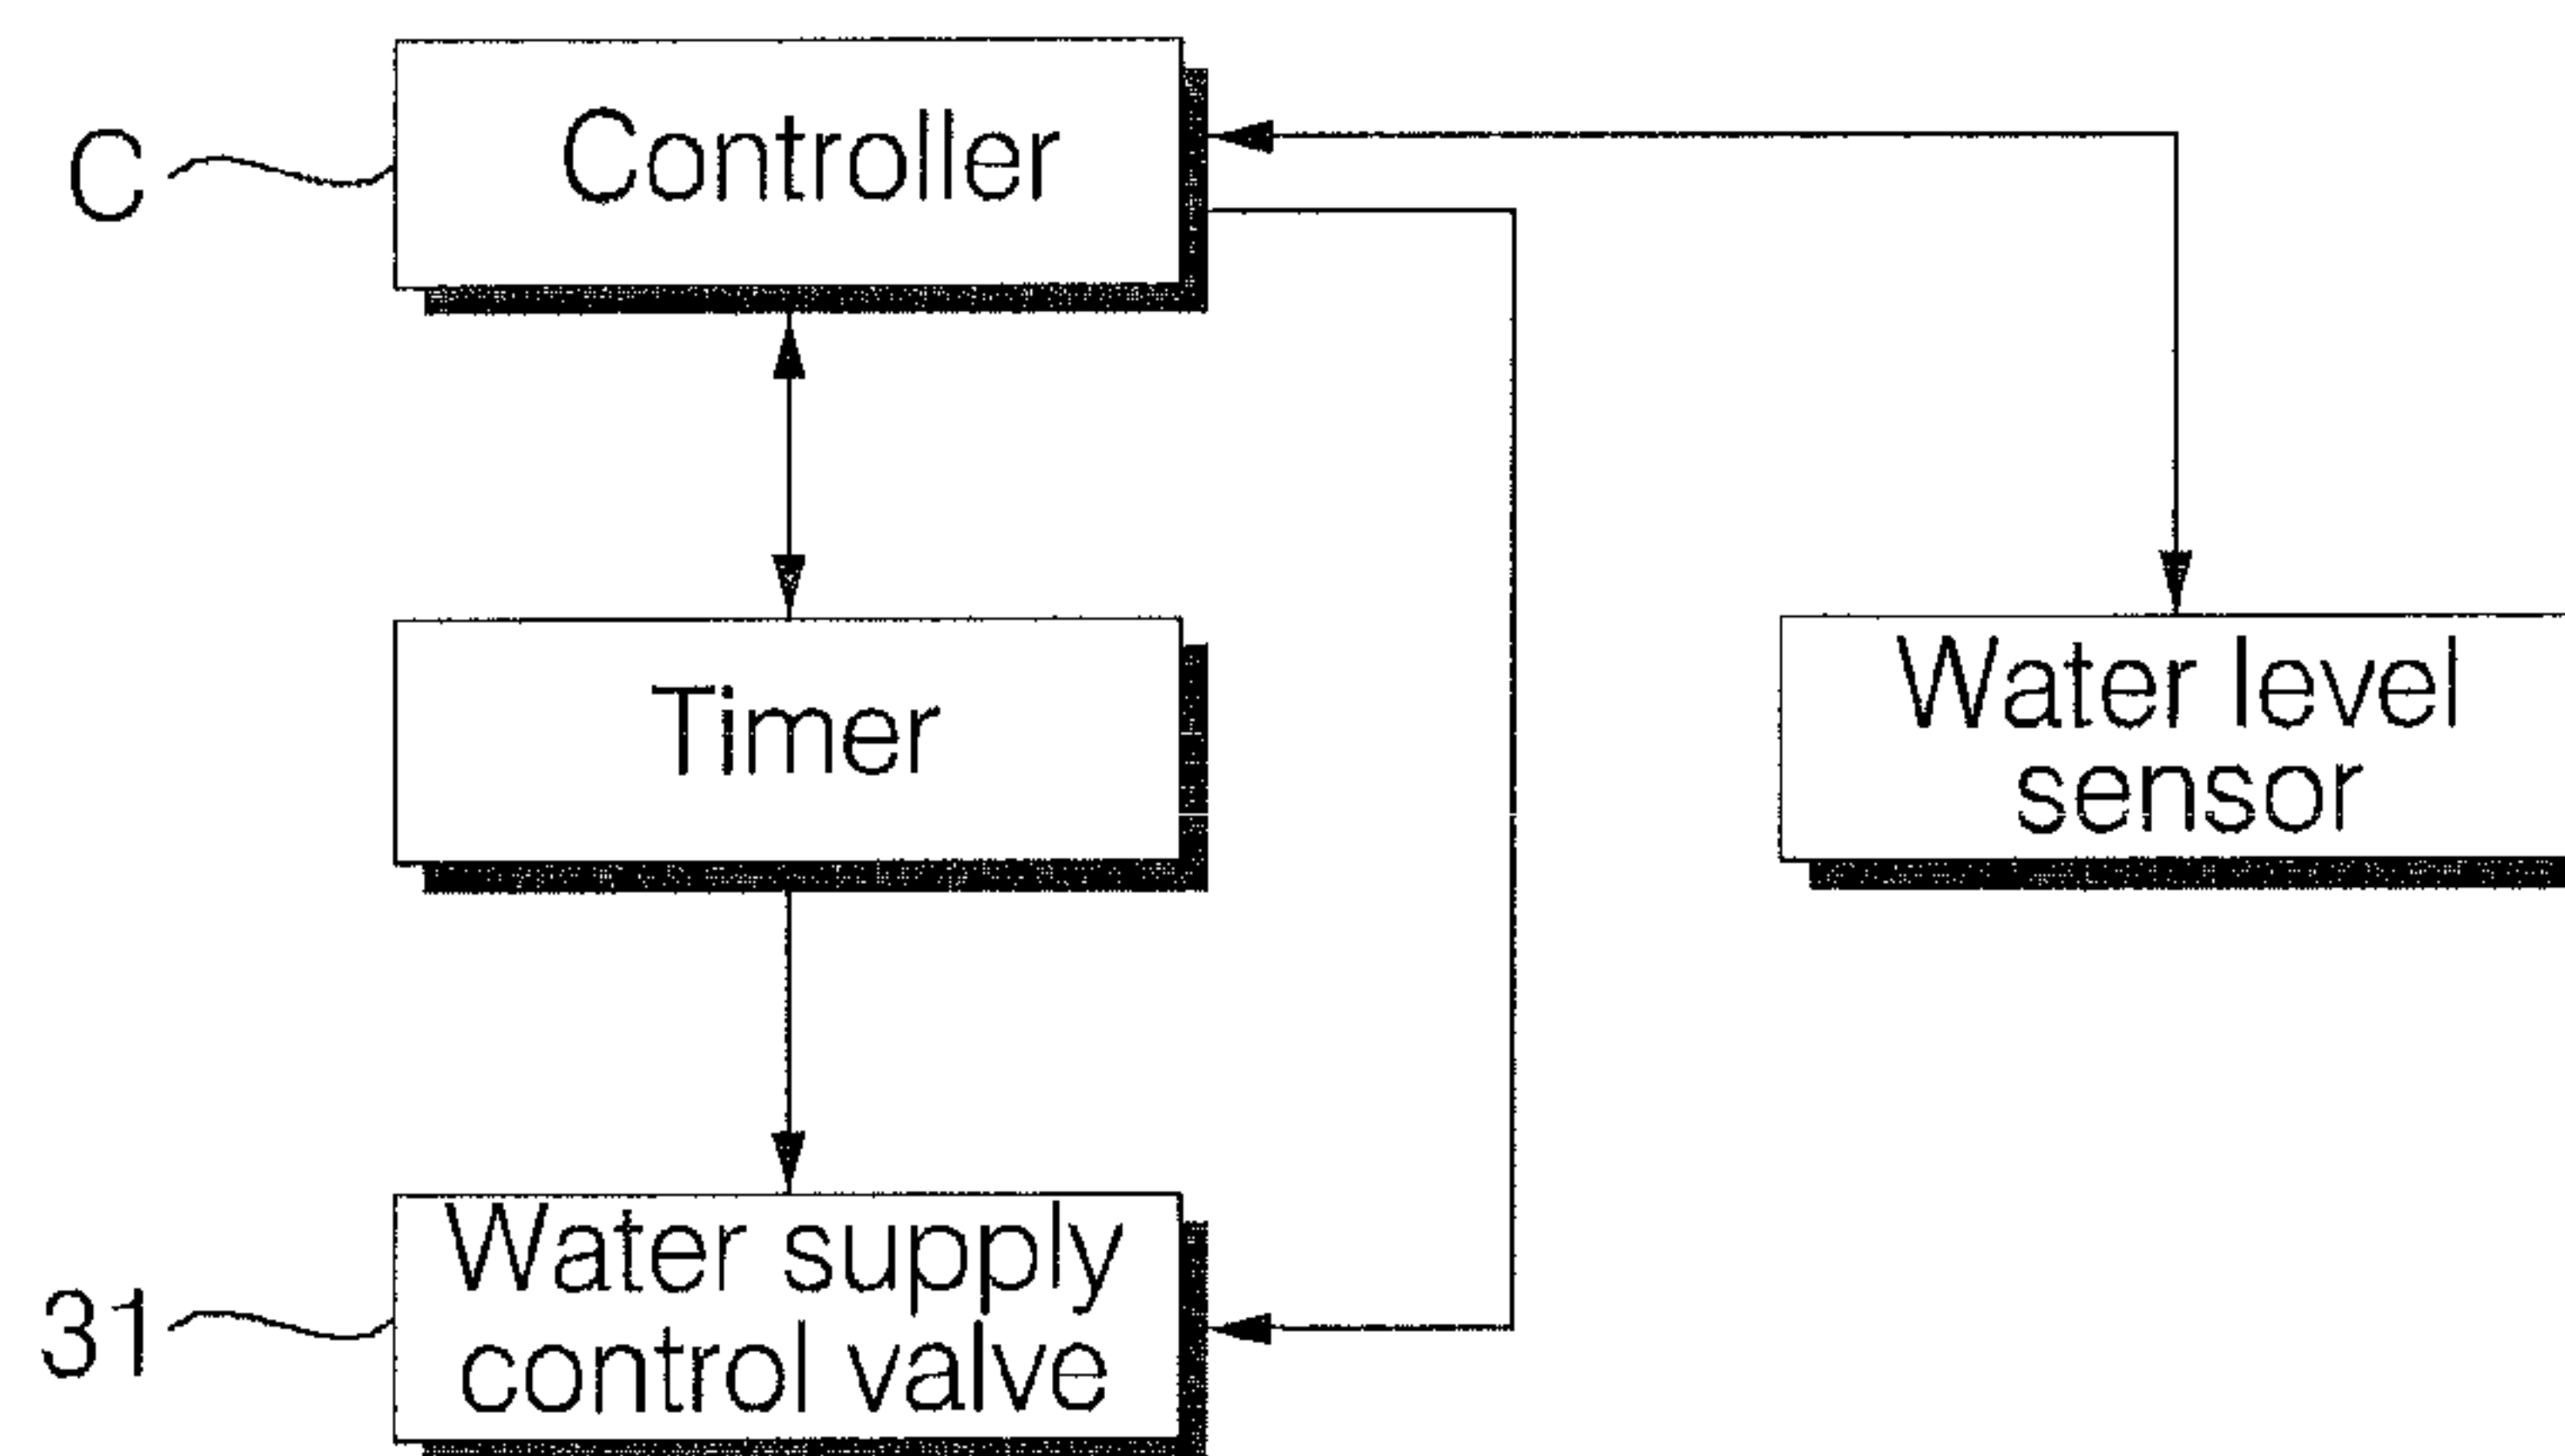 C
Controller
Timer
Water level
sensor
31
Water supply
control valve